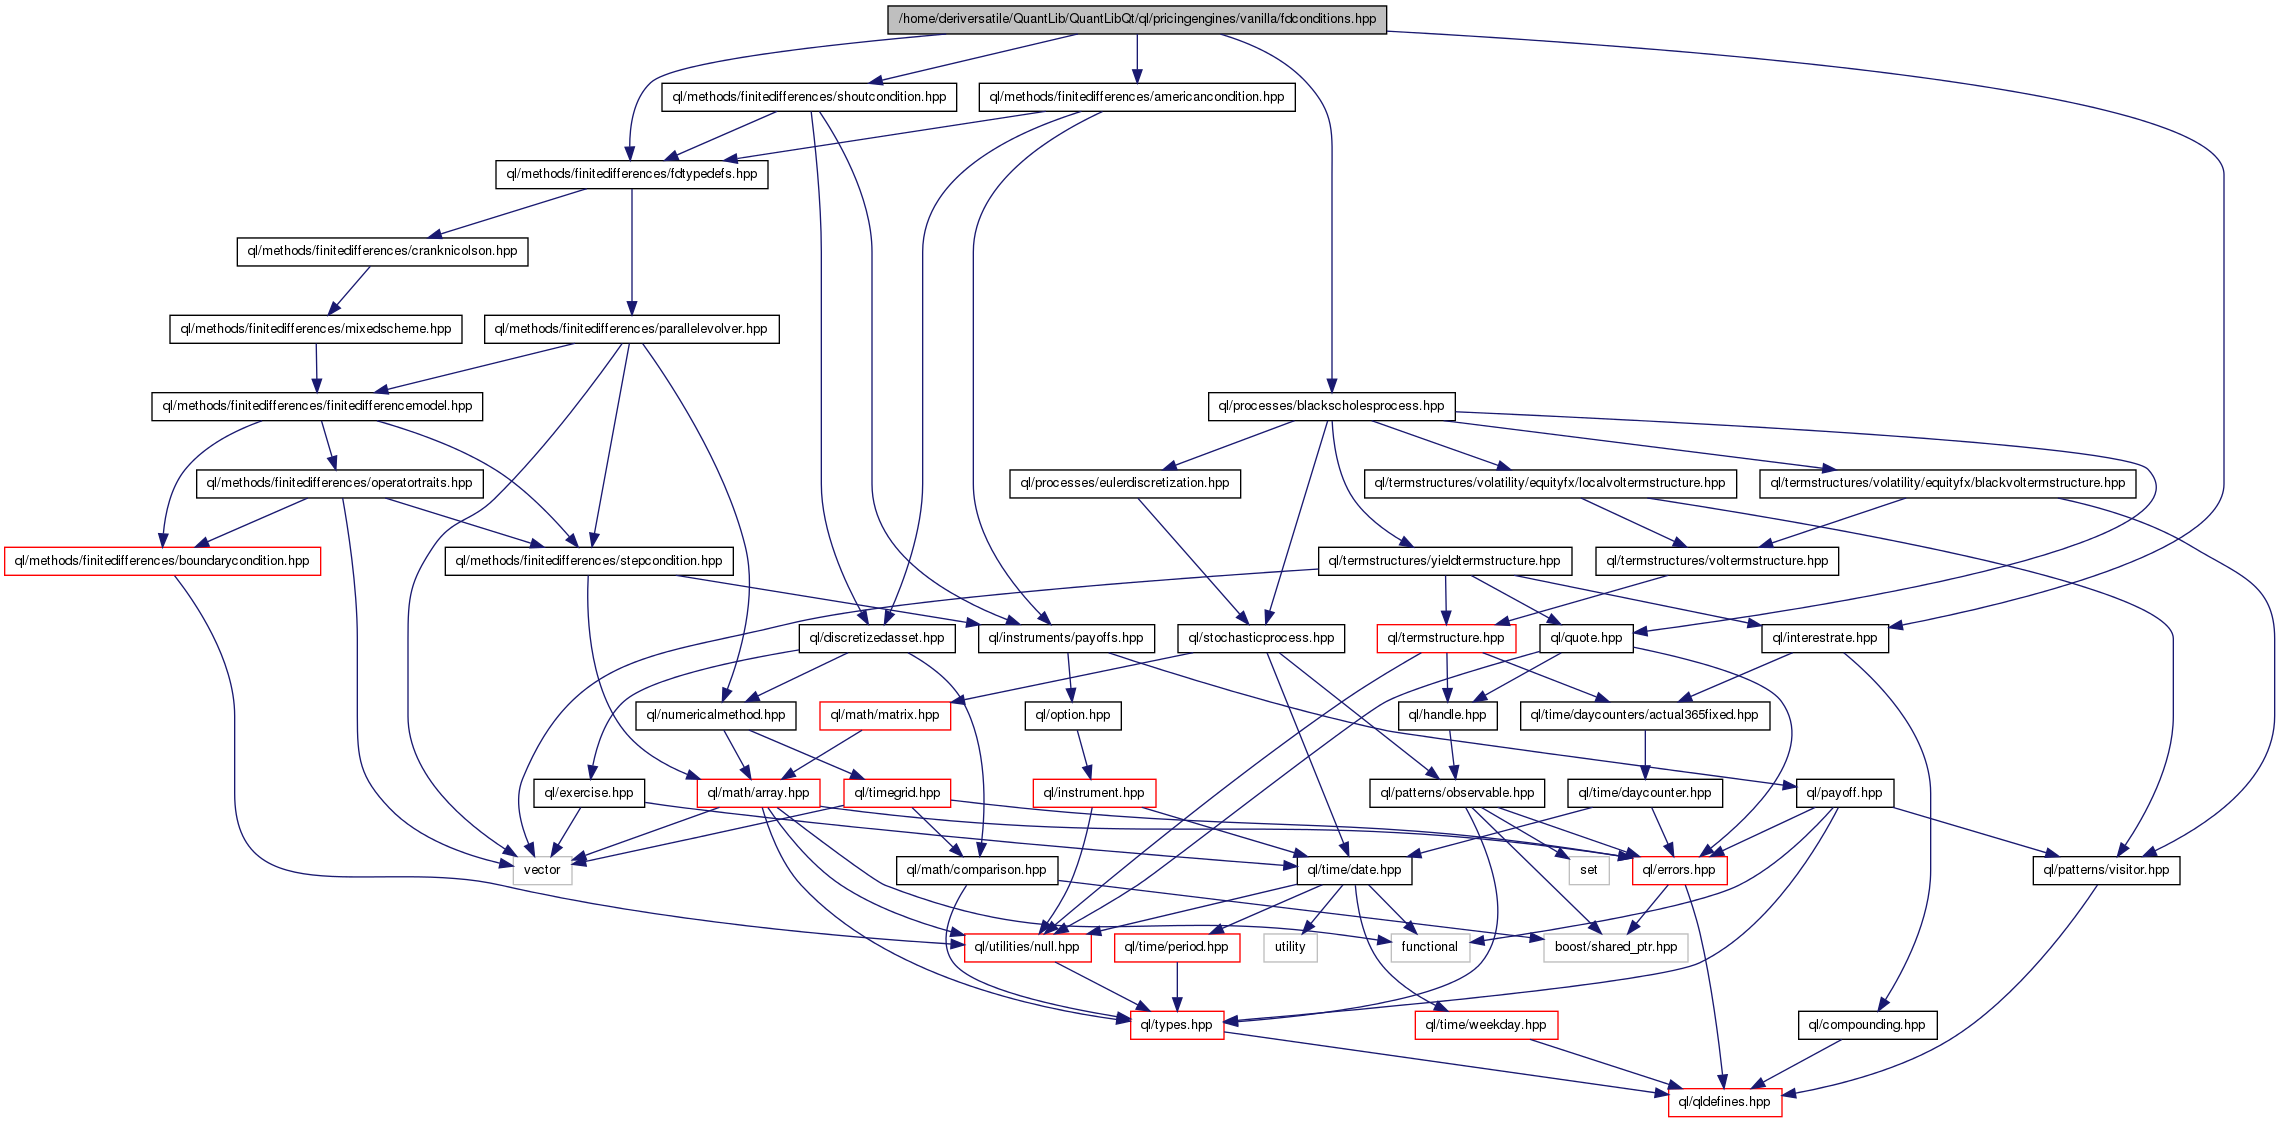 /home/deriversatile/QuantLib/QuantLibQt/ql/pricingengines/vanilla/fdconditions.hpp
ql/methods/finitedifferences/shoutcondition.hpp
ql/methods/finitedifferences/americancondition.hpp
ql/methods/finitedifferences/fdtypedefs.hpp
ql/methods/finitedifferences/cranknicolson.hpp
ql/methods/finitedifferences/mixedscheme.hpp
ql/methods/finitedifferences/parallelevolver.hpp
ql/methods/finitedifferences/finitedifferencemodel.hpp
ql/processes/blackscholesprocess.hpp
ql/methods/finitedifferences/operatortraits.hpp
ql/processes/eulerdiscretization.hpp
ql/termstructures/volatility/equityfx/localvoltermstructure.hpp
ql/termstructures/volatility/equityfx/blackvoltermstructure.hpp
ql/methods/finitedifferences/boundarycondition.hpp
ql/methods/finitedifferences/stepcondition.hpp
ql/termstructures/yieldtermstructure.hpp
ql/termstructures/voltermstructure.hpp
ql/discretizedasset.hpp
ql/instruments/payoffs.hpp
ql/stochasticprocess.hpp
ql/termstructure.hpp
ql/quote.hpp
ql/interestrate.hpp
ql/numericalmethod.hpp
ql/math/matrix.hpp
ql/option.hpp
ql/handle.hpp
ql/time/daycounters/actual365fixed.hpp
ql/exercise.hpp
ql/math/array.hpp
ql/timegrid.hpp
ql/instrument.hpp
ql/patterns/observable.hpp
ql/time/daycounter.hpp
ql/payoff.hpp
vector
ql/math/comparison.hpp
ql/time/date.hpp
set
ql/errors.hpp
ql/patterns/visitor.hpp
ql/utilities/null.hpp
ql/time/period.hpp
utility
functional
boost/shared_ptr.hpp
ql/types.hpp
ql/time/weekday.hpp
ql/compounding.hpp
ql/qldefines.hpp